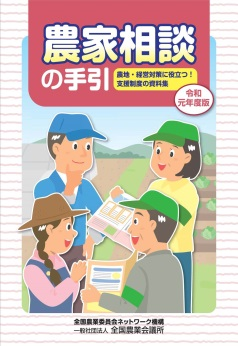 農家相談
の手引
農地・経営対策に役立つ！
支援制度の資料集
令和
元年度版
全国農業委員会ネットワーク機構
一般社団法人 全国農業会議所